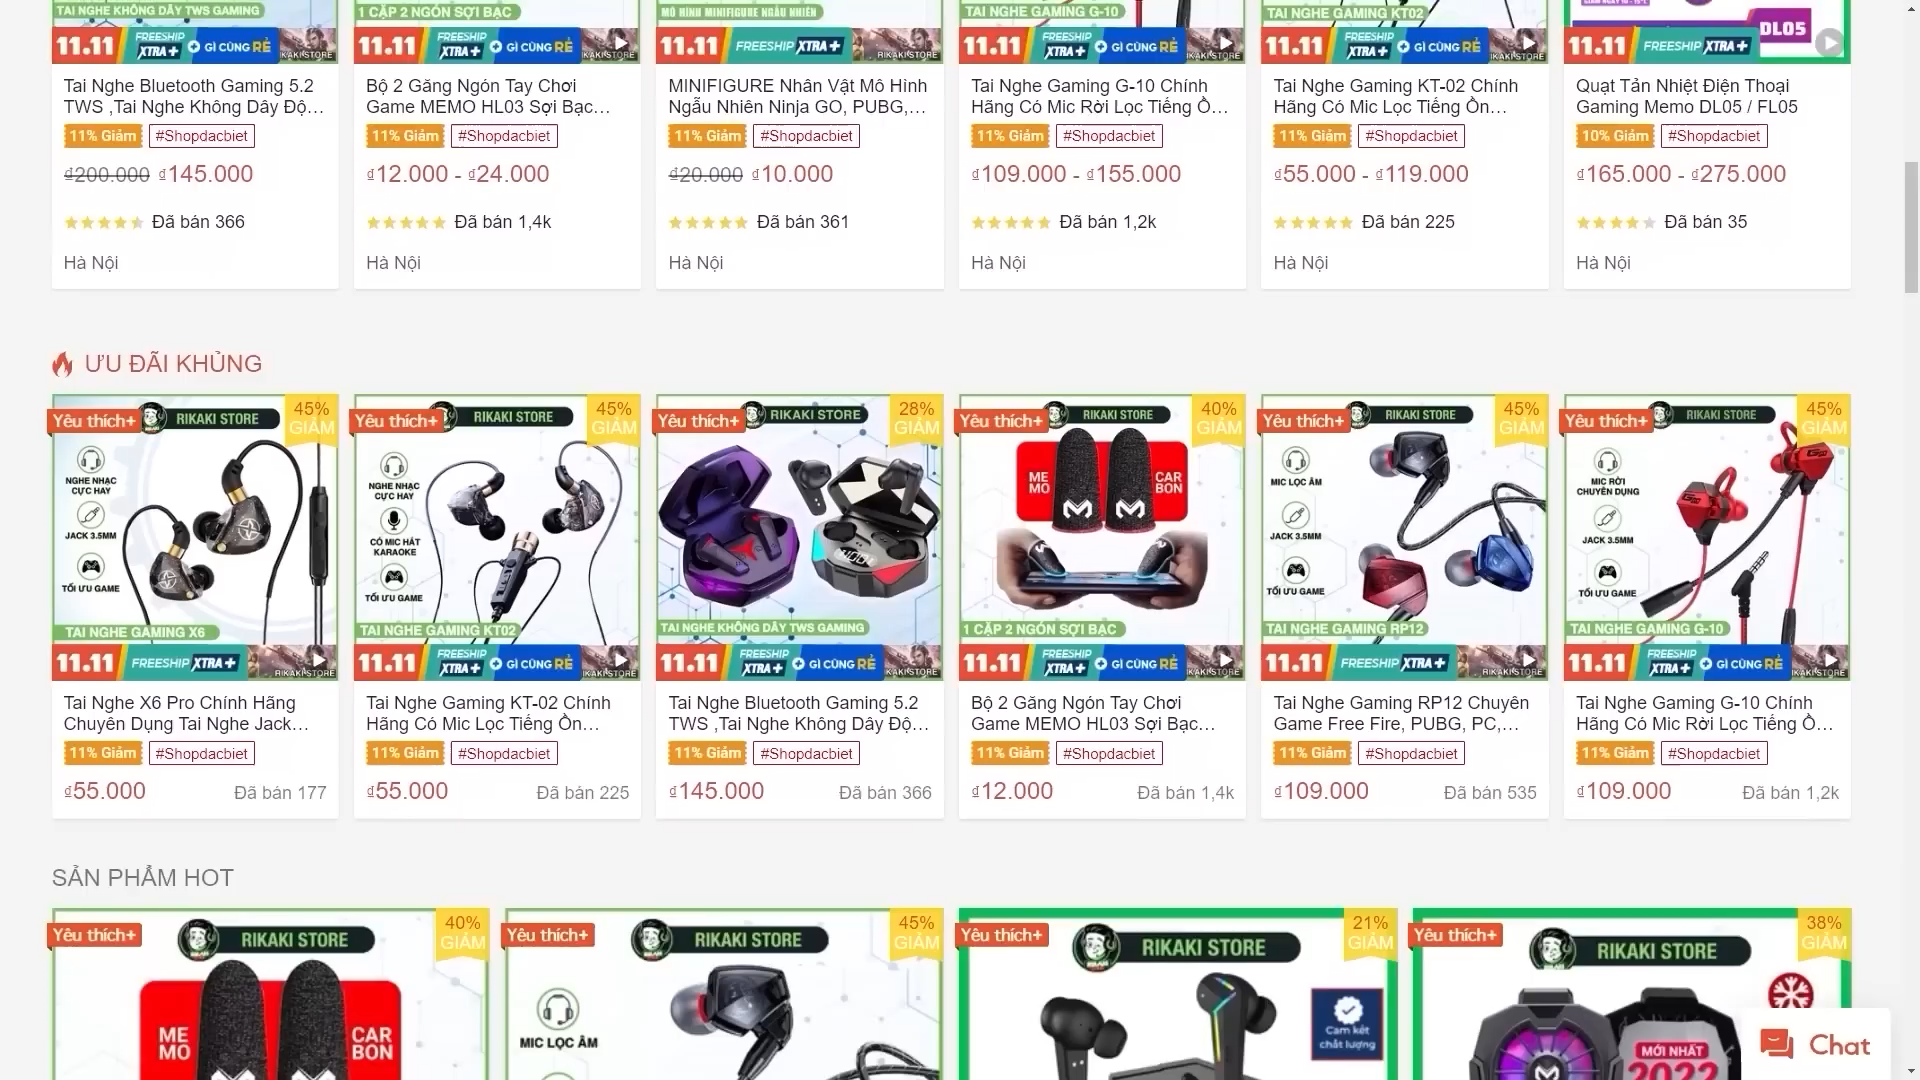 TAI NGHE KHÔNG DÂY TWS GAMING
1 CẶP 2 NGÓN SỢI BẠC
MÔ HÌNH MINIFIGURE NGẪU NHIÊN
TAI NGHE GAMING G-10
TAI NGHE GAMING KT02
DL05
11.11 FREESHIP XTRA+ + GÌ CŨNG RẺ
11.11 FREESHIP XTRA+ + GÌ CŨNG RẺ
11.11 FREESHIP XTRA+ RIKAKI STORE
11.11 FREESHIP XTRA+ + GÌ CŨNG RẺ
11.11 FREESHIP XTRA+ + GÌ CŨNG RẺ
11.11 FREESHIP XTRA+
Tai Nghe Bluetooth Gaming 5.2
TWS ,Tai Nghe Không Dây Độ...
11% Giảm #Shopdacbiet
₫200.000 ₫145.000
Đã bán 366
Hà Nội
Bộ 2 Găng Ngón Tay Chơi
Game MEMO HL03 Sợi Bạc...
11% Giảm #Shopdacbiet
₫12.000 - ₫24.000
Đã bán 1,4k
Hà Nội
MINIFIGURE Nhân Vật Mô Hình
Ngẫu Nhiên Ninja GO, PUBG,...
11% Giảm #Shopdacbiet
₫20.000 ₫10.000
Đã bán 361
Hà Nội
Tai Nghe Gaming G-10 Chính
Hãng Có Mic Rời Lọc Tiếng Ồ...
11% Giảm #Shopdacbiet
₫109.000 - ₫155.000
Đã bán 1,2k
Hà Nội
Tai Nghe Gaming KT-02 Chính
Hãng Có Mic Lọc Tiếng Ồn...
11% Giảm #Shopdacbiet
₫55.000 - ₫119.000
Đã bán 225
Hà Nội
Quạt Tản Nhiệt Điện Thoại
Gaming Memo DL05 / FL05
10% Giảm #Shopdacbiet
₫165.000 - ₫275.000
Đã bán 35
Hà Nội
ƯU ĐÃI KHỦNG
Yêu thích+
RIKAKI STORE
45%
GIẢM
NGHE NHẠC
CỰC HAY
JACK 3.5MM
TỐI ƯU GAME
TAI NGHE GAMING X6
11.11 FREESHIP XTRA+ RIKAKI STORE
Tai Nghe X6 Pro Chính Hãng
Chuyên Dụng Tai Nghe Jack...
11% Giảm #Shopdacbiet
₫55.000 Đã bán 177
Yêu thích+
RIKAKI STORE
45%
GIẢM
NGHE NHẠC
CỰC HAY
CÓ MIC HÁT
KARAOKE
TỐI ƯU GAME
TAI NGHE GAMING KT02
11.11 FREESHIP XTRA+ + GÌ CŨNG RẺ
Tai Nghe Gaming KT-02 Chính
Hãng Có Mic Lọc Tiếng Ồn...
11% Giảm #Shopdacbiet
₫55.000 Đã bán 225
Yêu thích+
RIKAKI STORE
28%
GIẢM
TAI NGHE KHÔNG DÂY TWS GAMING
11.11 FREESHIP XTRA+ + GÌ CŨNG RẺ
Tai Nghe Bluetooth Gaming 5.2
TWS ,Tai Nghe Không Dây Độ...
11% Giảm #Shopdacbiet
₫145.000 Đã bán 366
Yêu thích+
RIKAKI STORE
40%
GIẢM
ME
MO
CAR
BON
1 CẶP 2 NGÓN SỢI BẠC
11.11 FREESHIP XTRA+ + GÌ CŨNG RẺ
Bộ 2 Găng Ngón Tay Chơi
Game MEMO HL03 Sợi Bạc...
11% Giảm #Shopdacbiet
₫12.000 Đã bán 1,4k
Yêu thích+
RIKAKI STORE
45%
GIẢM
MIC LỌC ÂM
JACK 3.5MM
TỐI ƯU GAME
TAI NGHE GAMING RP12
11.11 FREESHIP XTRA+ RIKAKI STORE
Tai Nghe Gaming RP12 Chuyên
Game Free Fire, PUBG, PC,...
11% Giảm #Shopdacbiet
₫109.000 Đã bán 535
Yêu thích+
RIKAKI STORE
45%
GIẢM
MIC RỜI
CHUYÊN DỤNG
JACK 3.5MM
TỐI ƯU GAME
TAI NGHE GAMING G-10
11.11 FREESHIP XTRA+ + GÌ CŨNG RẺ
Tai Nghe Gaming G-10 Chính
Hãng Có Mic Rời Lọc Tiếng Ồ...
11% Giảm #Shopdacbiet
₫109.000 Đã bán 1,2k
SẢN PHẨM HOT
Yêu thích+
RIKAKI STORE
40%
GIẢM
ME
MO
CAR
BON
Yêu thích+
RIKAKI STORE
45%
GIẢM
MIC LỌC ÂM
Yêu thích+
RIKAKI STORE
21%
GIẢM
Cam kết
chất lượng
Yêu thích+
RIKAKI STORE
38%
GIẢM
MỚI NHẤT
2022
Chat